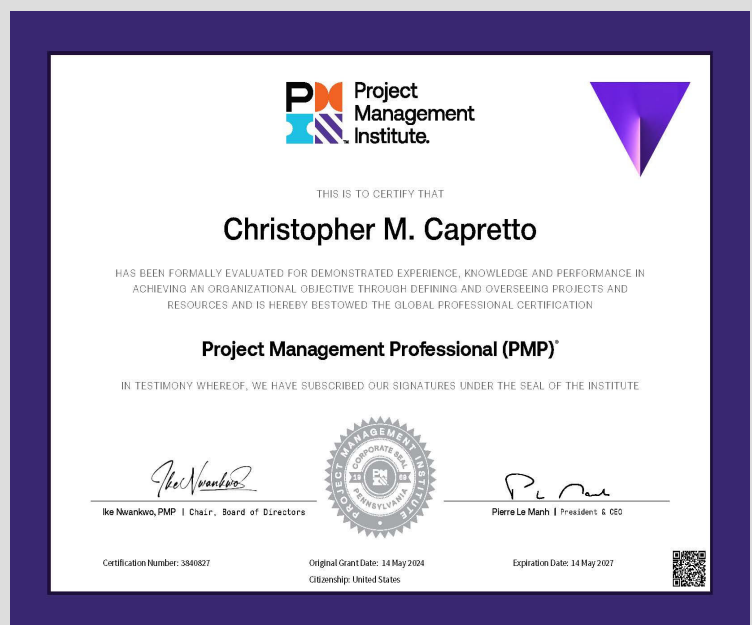 PM
Project
Management
Institute.
THIS IS TO CERTIFY THAT
Christopher M. Capretto
HAS BEEN FORMALLY EVALUATED FOR DEMONSTRATED EXPERIENCE, KNOWLEDGE AND PERFORMANCE IN
ACHIEVING AN ORGANIZATIONAL OBJECTIVE THROUGH DEFINING AND OVERSEEING PROJECTS AND
RESOURCES AND IS HEREBY BESTOWED THE GLOBAL PROFESSIONAL CERTIFICATION
Project Management Professional (PMP)®
IN TESTIMONY WHEREOF, WE HAVE SUBSCRIBED OUR SIGNATURES UNDER THE SEAL OF THE INSTITUTE
PROJECT MANAGEMENT INSTITUTE
CORPORATE SEAL
19 69
PENNSYLVANIA
Ike Nwankwo
Ike Nwankwo, PMP | Chair, Board of Directors
Pierre Le Manh | President & CEO
Certification Number: 3840827
Original Grant Date: 14 May 2024
Expiration Date: 14 May 2027
Citizenship: United States